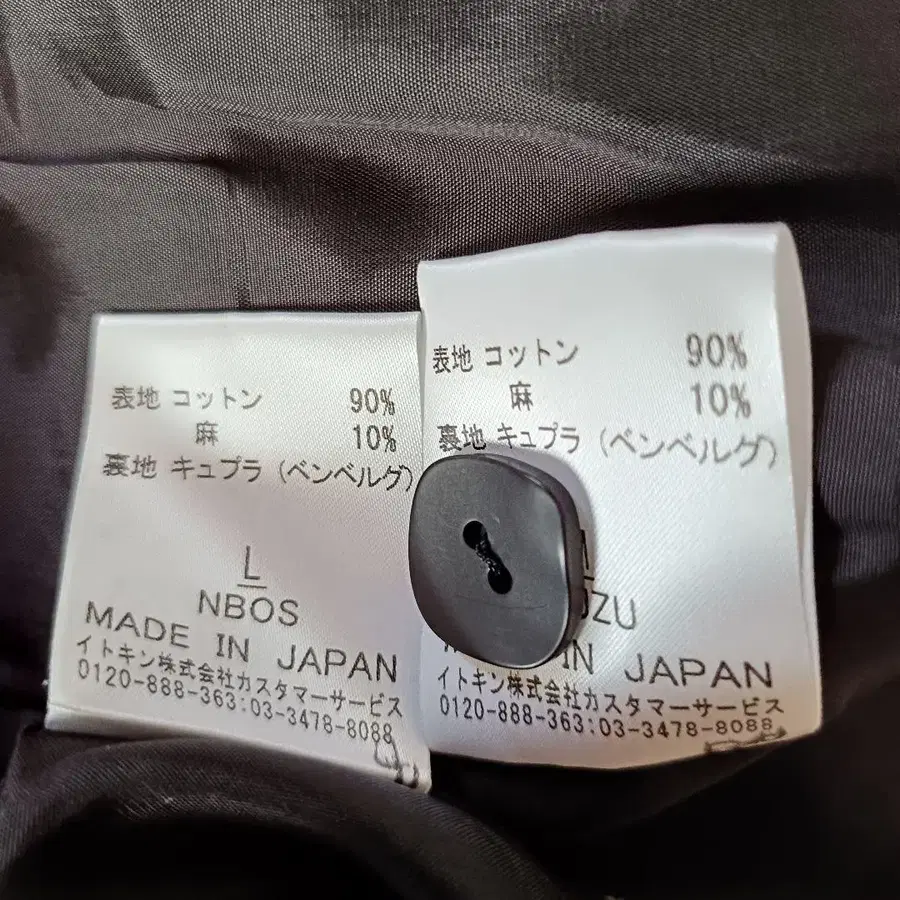 表地 コットン 90%
麻 10%
裏地 キュプラ (ベンベルグ)
L
NBOS
MADE IN JAPAN
イトキン株式会社カスタマーサービス
0120-888-363:03-3478-8088
表地 コットン 90%
麻 10%
裏地 キュプラ (ベンベルグ)
IN JAPAN
イトキン株式会社カスタマーサービス
0120-888-363:03-3478-8088